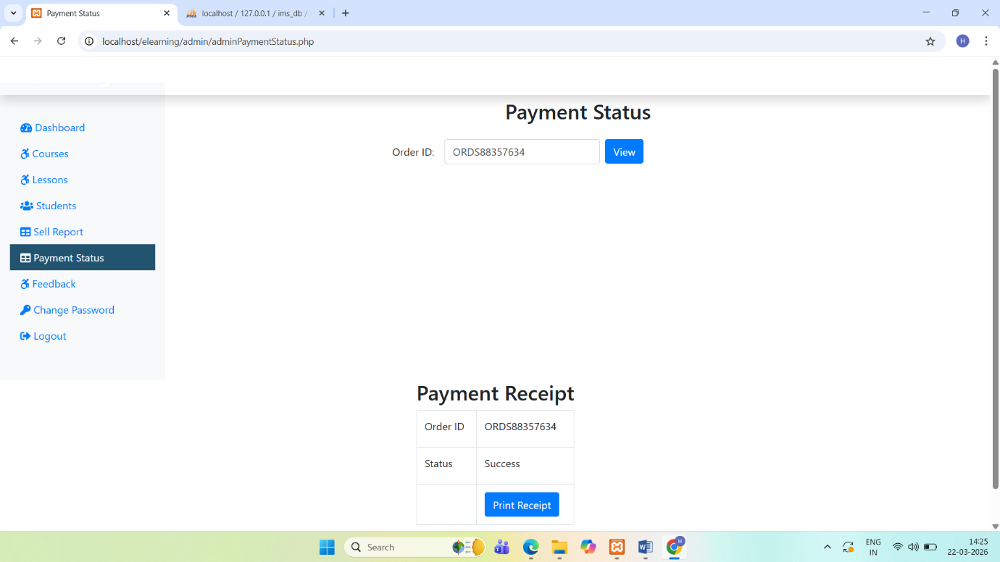 Payment Status
localhost / 127.0.0.1 / ims_db /
localhost/elearning/admin/adminPaymentStatus.php
H
Payment Status
Order ID: ORDS88357634 View
Dashboard
Courses
Lessons
Students
Sell Report
Payment Status
Feedback
Change Password
Logout
Payment Receipt
Order ID ORDS88357634
Status Success
Print Receipt
Search
H
ENG
IN
14:25
22-03-2026